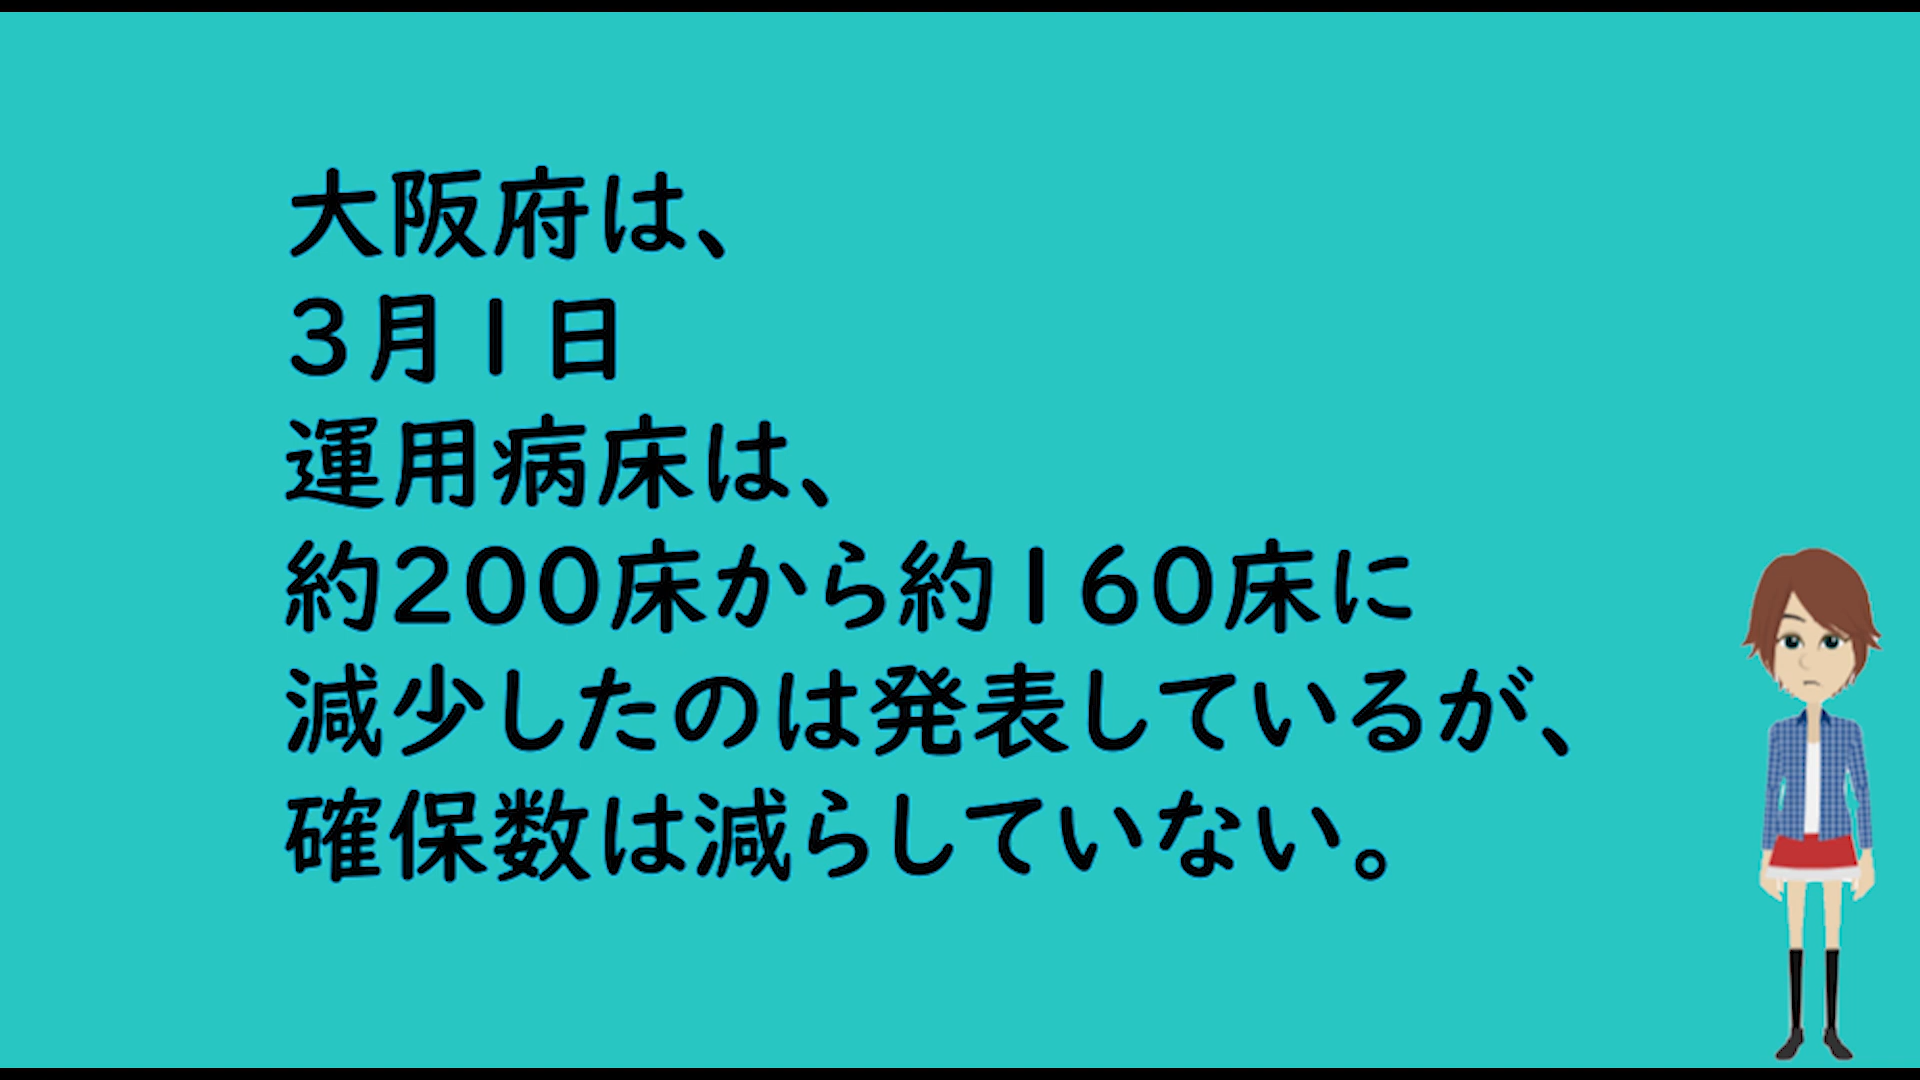 大阪府は、
３月１日
運用病床は、
約２００床から約１６０床に
減少したのは発表しているが、
確保数は減らしていない。